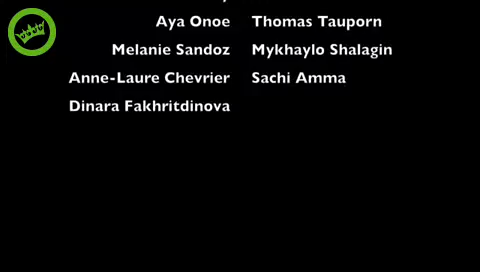 Aya Onoe Thomas Tauporn
Melanie Sandoz Mykhaylo Shalagin
Anne-Laure Chevrier Sachi Amma
Dinara Fakhritdinova